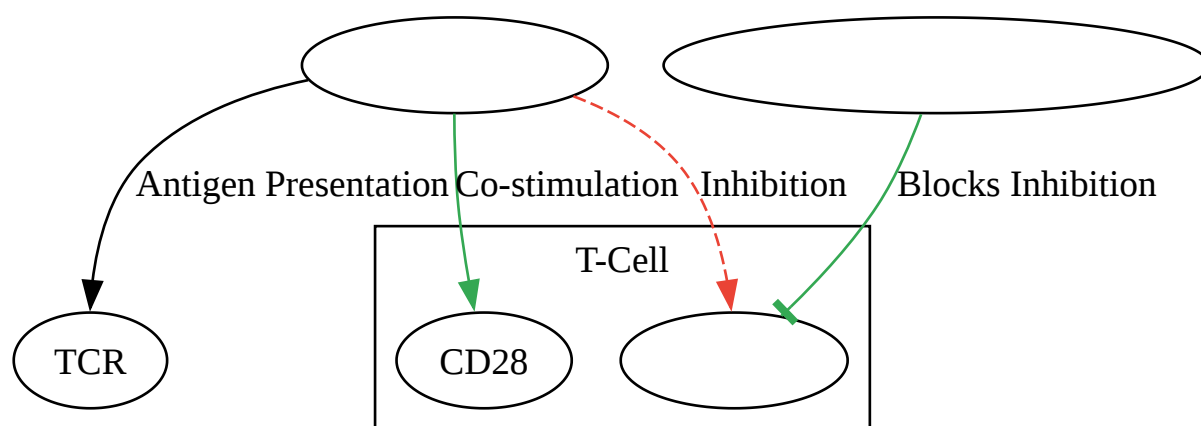 Antigen Presentation
Co-stimulation
Inhibition
Blocks Inhibition
T-Cell
TCR
CD28